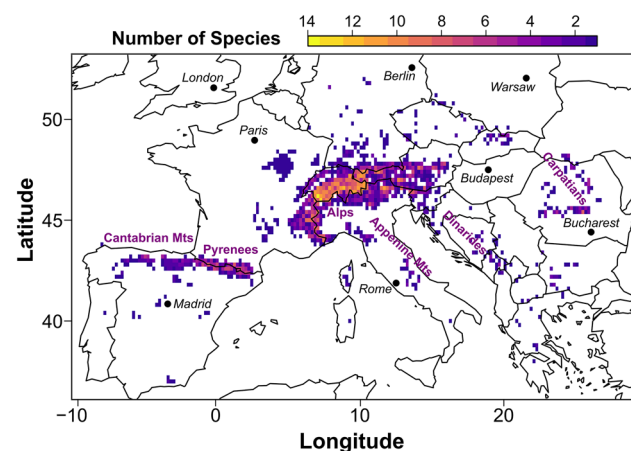 Number of Species
14 12 10 8 6 4 2
London
Berlin
Warsaw
50
Paris
Budapest
Carpatians
45
Alps
Cantabrian Mts
Pyrenees
Appenine Mts
Dinarides
Bucharest
Rome
Madrid
40
−10 0 10 20
Latitude
Longitude